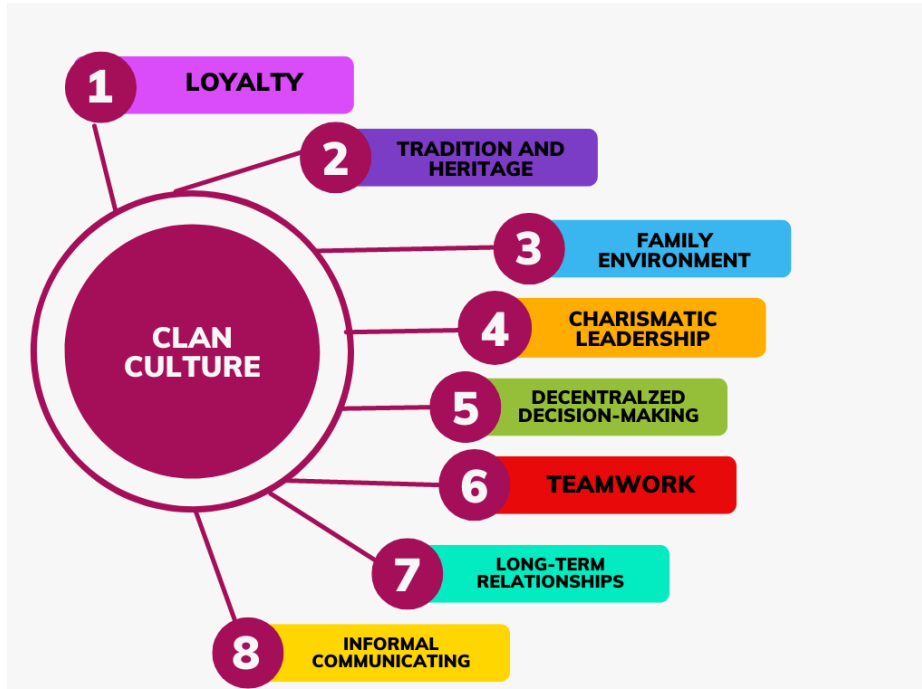 1
LOYALTY
2
TRADITION AND
HERITAGE
3
FAMILY
ENVIRONMENT
CLAN
CULTURE
4
CHARISMATIC
LEADERSHIP
5
DECENTRALZED
DECISION-MAKING
6
TEAMWORK
7
LONG-TERM
RELATIONSHIPS
8
INFORMAL
COMMUNICATING